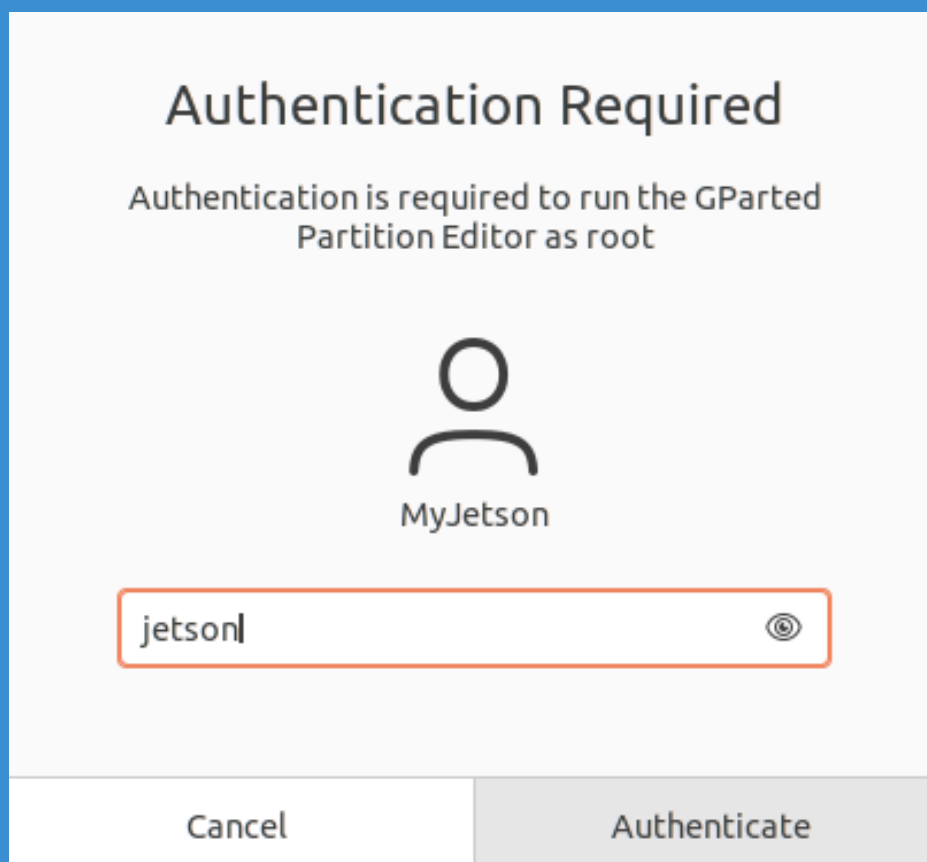 Authentication Required
Authentication is required to run the GParted
Partition Editor as root
MyJetson
jetson
Cancel
Authenticate